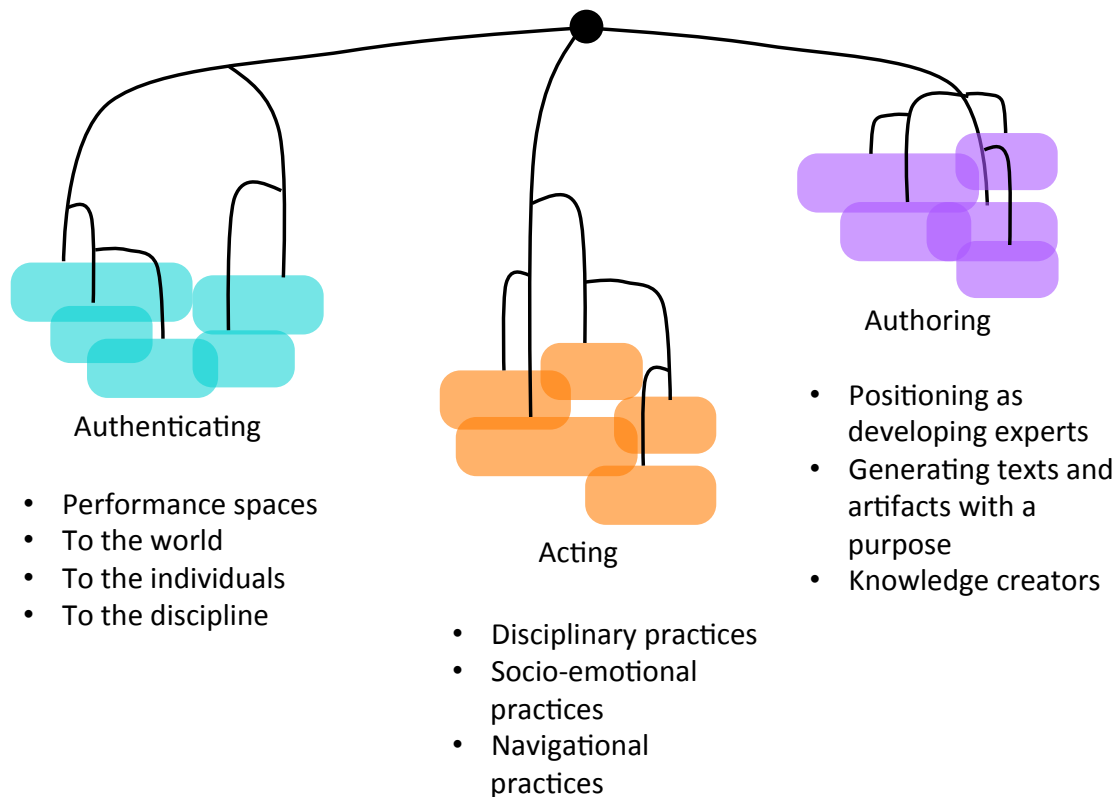 Authenticating
• Performance spaces
• To the world
• To the individuals
• To the discipline
Acting
• Disciplinary practices
• Socio-emotional
practices
• Navigational
practices
Authoring
• Positioning as
developing experts
• Generating texts and
artifacts with a
purpose
• Knowledge creators